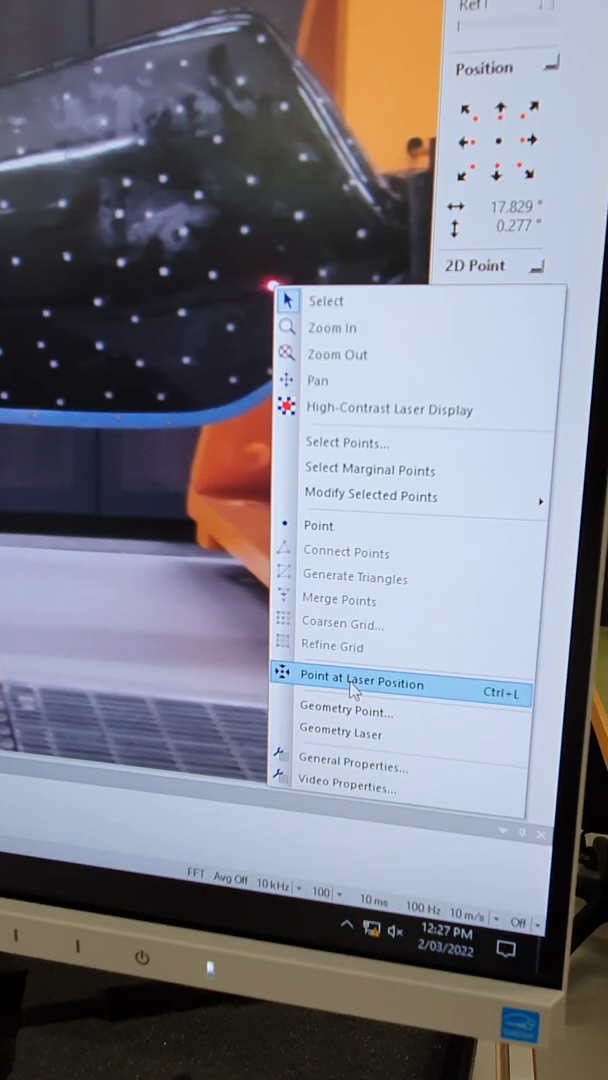 Position
17.829 °
0.277 °
2D Point
Select
Zoom In
Zoom Out
Pan
High-Contrast Laser Display
Select Points...
Select Marginal Points
Modify Selected Points
Point
Connect Points
Generate Triangles
Merge Points
Coarsen Grid...
Refine Grid
Point at Laser Position Ctrl+L
Geometry Point...
Geometry Laser
General Properties...
Video Properties...
FFT Avg Off 10 kHz 100 10 ms 100 Hz 10 m/s Off
12:27 PM
2/03/2022